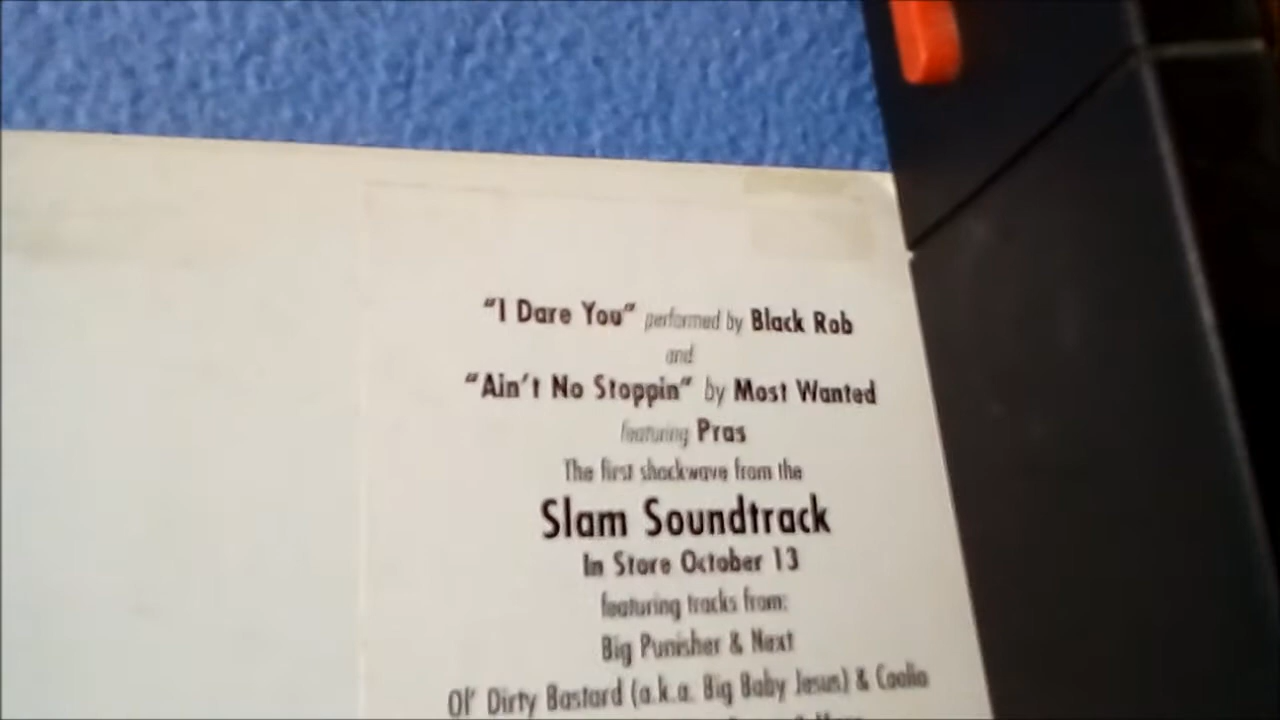 "I Dare You" performed by Black Rob
and
"Ain't No Stoppin" by Most Wanted
featuring Pras
The first shockwave from the
Slam Soundtrack
In Store October 13
featuring tracks from:
Big Punisher & Next
Ol' Dirty Bastard (a.k.a. Big Baby Jesus) & Coolio